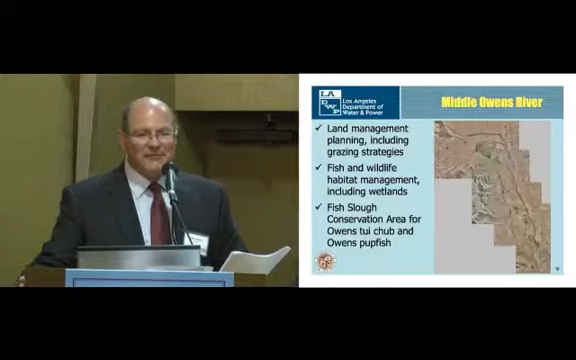 LA
DWP
Los Angeles
Department of
Water & Power
Middle Owens River
✓ Land management
planning, including
grazing strategies
✓ Fish and wildlife
habitat management,
including wetlands
✓ Fish Slough
Conservation Area for
Owens tui chub and
Owens pupfish